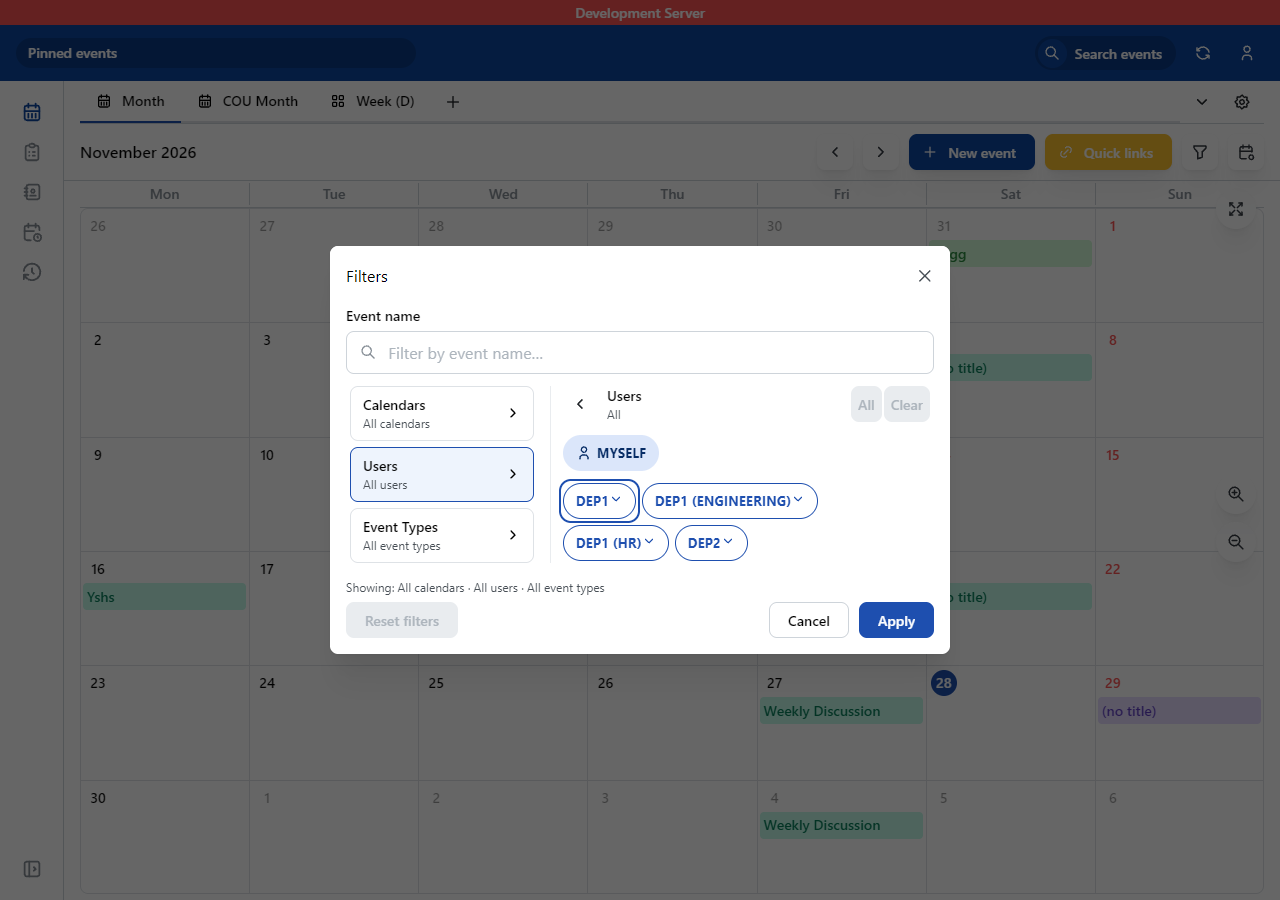 Development Server
Pinned events
Search events
Month
COU Month
Week (D)
November 2026
New event
Quick links
Mon Tue Wed Thu Fri Sat Sun
26 27 28 29 30 31 1
gg
2 3 8
title)
9 10 15
16 17 22
Yshs
title)
23 24 25 26 27 28 29
Weekly Discussion
(no title)
30 1 2 3 4 5 6
Weekly Discussion
Filters
Event name
Filter by event name...
Calendars
All calendars
Users
All users
Event Types
All event types
Users
All
All Clear
MYSELF
DEP1 DEP1 (ENGINEERING)
DEP1 (HR) DEP2
Showing: All calendars · All users · All event types
Reset filters
Cancel
Apply